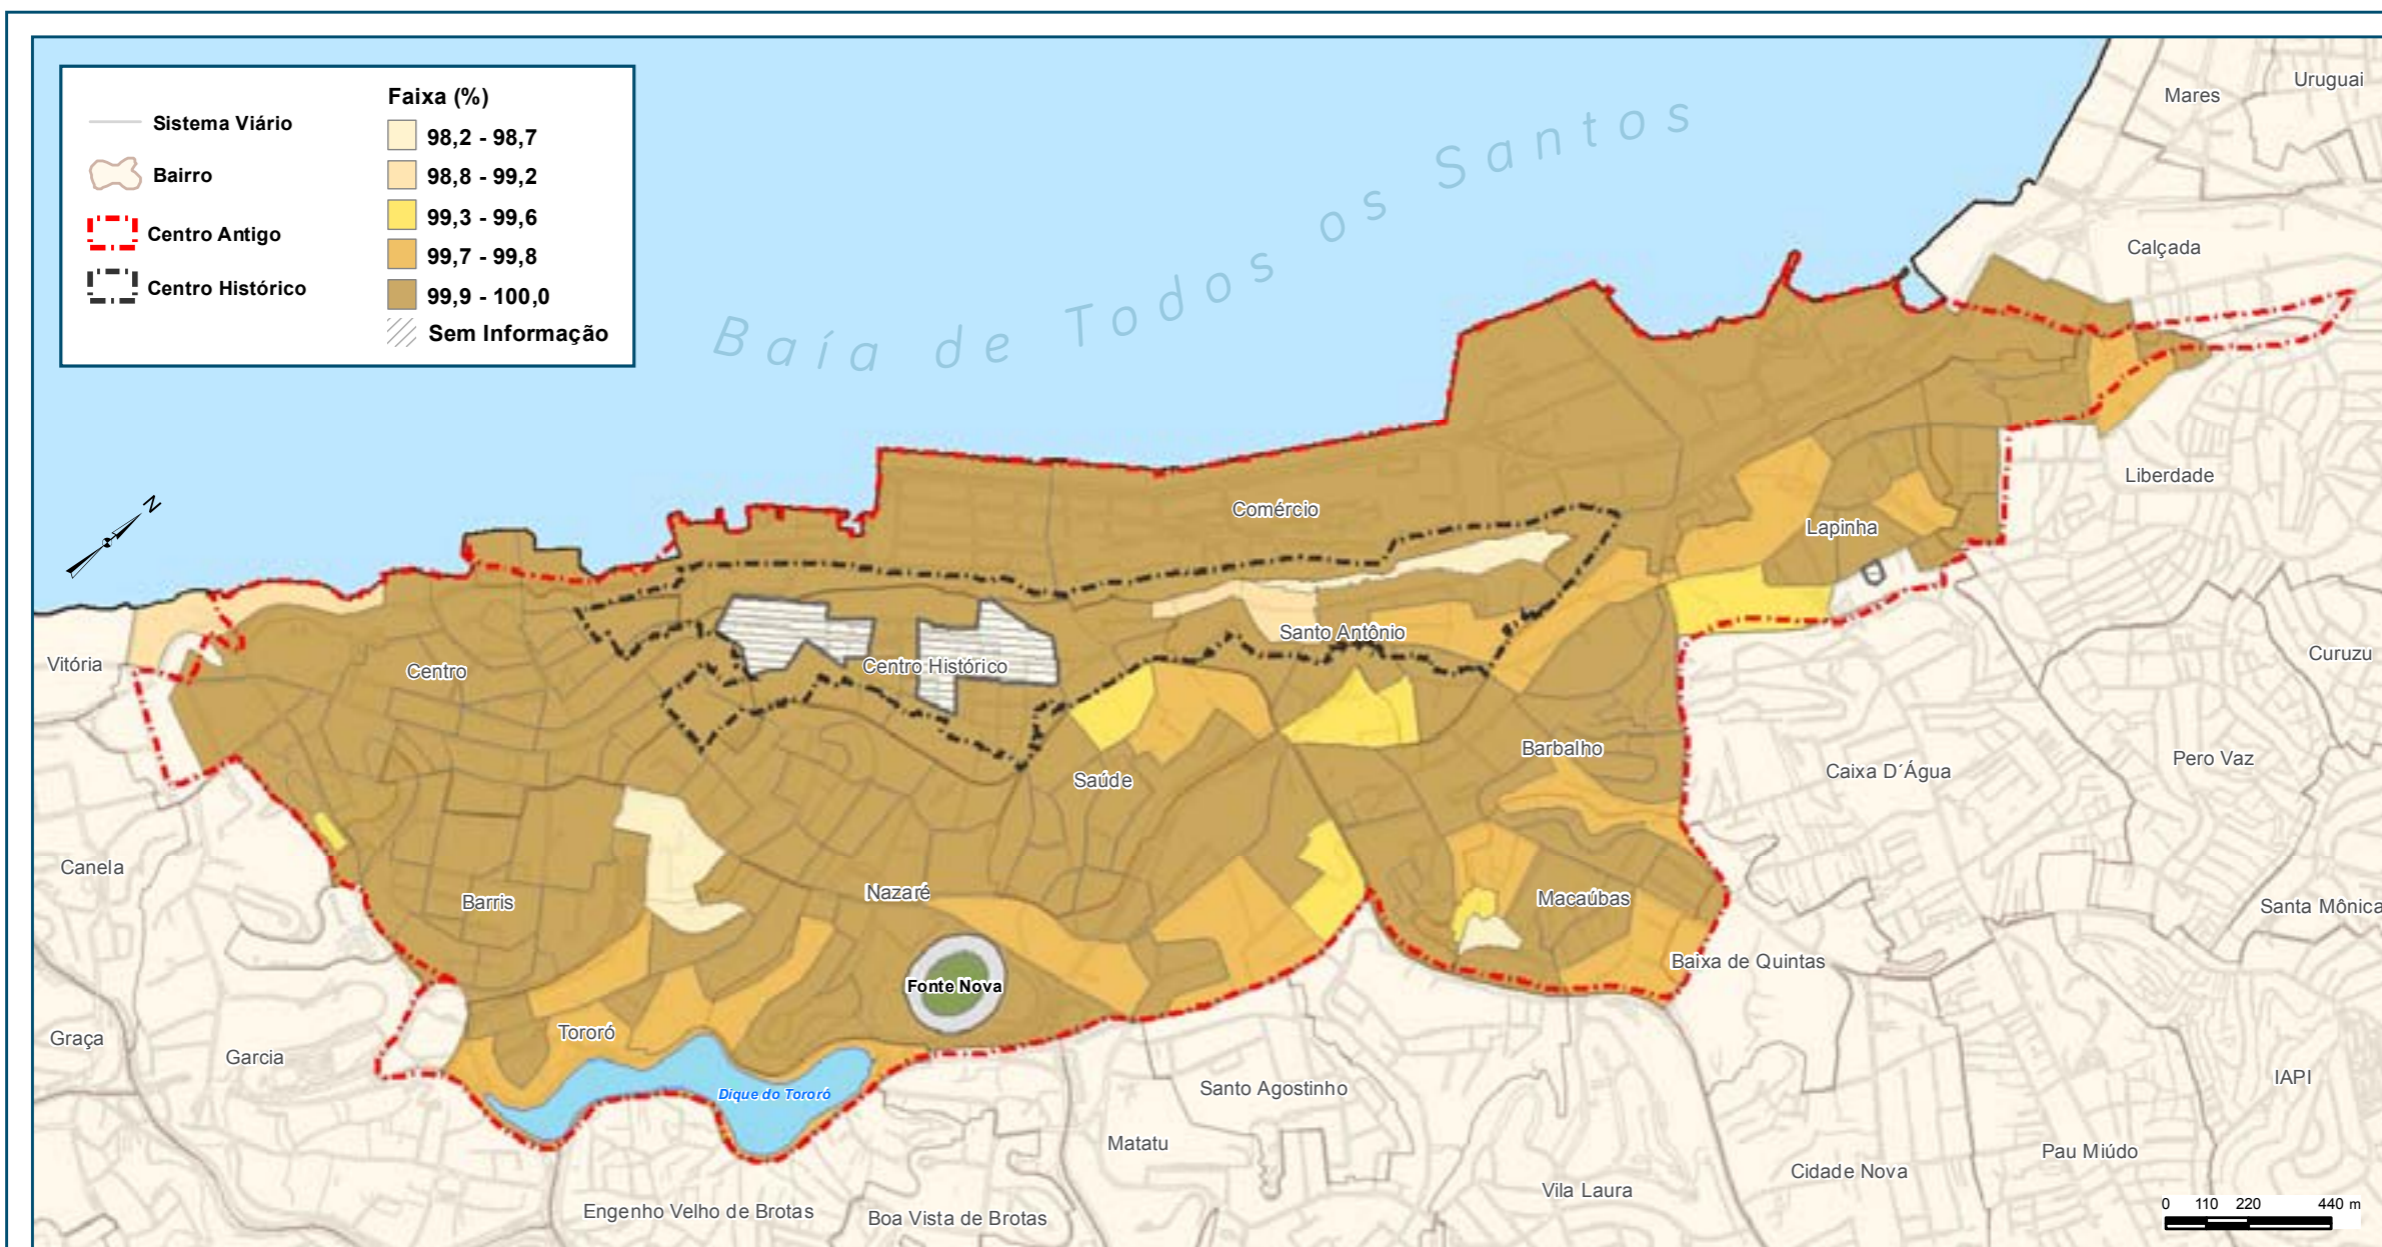 Faixa (%)
Sistema Viário
Bairro
Centro Antigo
Centro Histórico
98,2 - 98,7
98,8 - 99,2
99,3 - 99,6
99,7 - 99,8
99,9 - 100,0
Sem Informação
Baía de Todos os Santos
N
Uruguai
Mares
Calçada
Liberdade
Comércio
Lapinha
Santo Antônio
Vitória
Centro
Centro Histórico
Curuzu
Barbalho
Saúde
Caixa D´Água
Pero Vaz
Canela
Barris
Nazaré
Macaúbas
Santa Mônica
Baixa de Quintas
Fonte Nova
Graça
Garcia
Tororó
Dique do Tororó
Santo Agostinho
IAPI
Matatu
Pau Miúdo
Cidade Nova
Vila Laura
Engenho Velho de Brotas
Boa Vista de Brotas
0 110 220 440 m